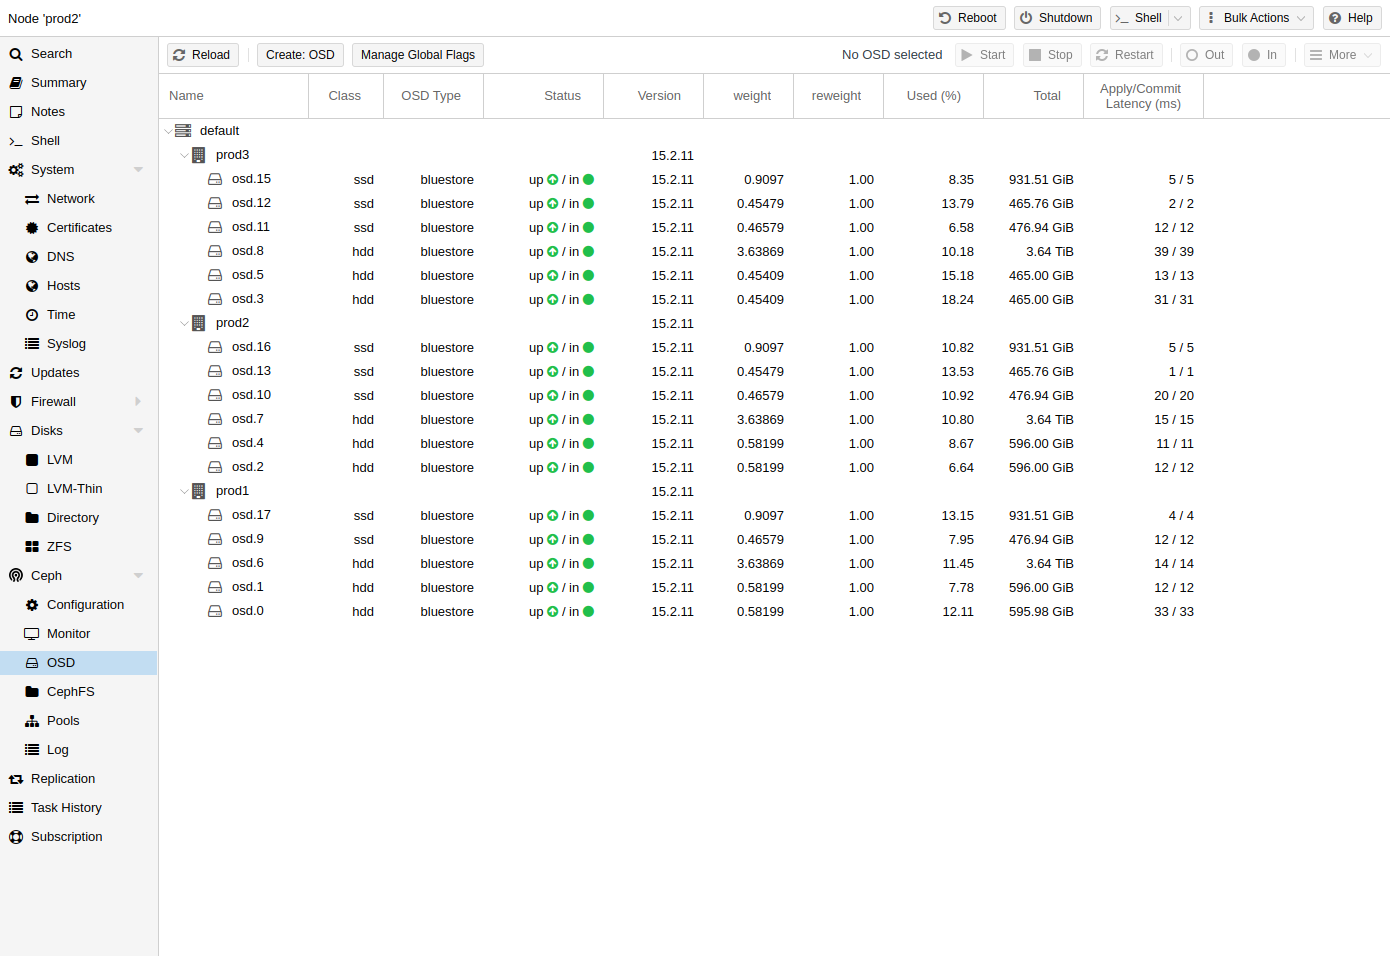 Node 'prod2'
Reboot Shutdown Shell Bulk Actions Help
Search
Summary
Notes
Shell
System
Network
Certificates
DNS
Hosts
Time
Syslog
Updates
Firewall
Disks
LVM
LVM-Thin
Directory
ZFS
Ceph
Configuration
Monitor
OSD
CephFS
Pools
Log
Replication
Task History
Subscription
Reload Create: OSD Manage Global Flags No OSD selected Start Stop Restart Out In More
Name Class OSD Type Status Version weight reweight Used (%) Total Apply/Commit
Latency (ms)
default
prod3 15.2.11
osd.15 ssd bluestore up / in 15.2.11 0.9097 1.00 8.35 931.51 GiB 5 / 5
osd.12 ssd bluestore up / in 15.2.11 0.45479 1.00 13.79 465.76 GiB 2 / 2
osd.11 ssd bluestore up / in 15.2.11 0.46579 1.00 6.58 476.94 GiB 12 / 12
osd.8 hdd bluestore up / in 15.2.11 3.63869 1.00 10.18 3.64 TiB 39 / 39
osd.5 hdd bluestore up / in 15.2.11 0.45409 1.00 15.18 465.00 GiB 13 / 13
osd.3 hdd bluestore up / in 15.2.11 0.45409 1.00 18.24 465.00 GiB 31 / 31
prod2 15.2.11
osd.16 ssd bluestore up / in 15.2.11 0.9097 1.00 10.82 931.51 GiB 5 / 5
osd.13 ssd bluestore up / in 15.2.11 0.45479 1.00 13.53 465.76 GiB 1 / 1
osd.10 ssd bluestore up / in 15.2.11 0.46579 1.00 10.92 476.94 GiB 20 / 20
osd.7 hdd bluestore up / in 15.2.11 3.63869 1.00 10.80 3.64 TiB 15 / 15
osd.4 hdd bluestore up / in 15.2.11 0.58199 1.00 8.67 596.00 GiB 11 / 11
osd.2 hdd bluestore up / in 15.2.11 0.58199 1.00 6.64 596.00 GiB 12 / 12
prod1 15.2.11
osd.17 ssd bluestore up / in 15.2.11 0.9097 1.00 13.15 931.51 GiB 4 / 4
osd.9 ssd bluestore up / in 15.2.11 0.46579 1.00 7.95 476.94 GiB 12 / 12
osd.6 hdd bluestore up / in 15.2.11 3.63869 1.00 11.45 3.64 TiB 14 / 14
osd.1 hdd bluestore up / in 15.2.11 0.58199 1.00 7.78 596.00 GiB 12 / 12
osd.0 hdd bluestore up / in 15.2.11 0.58199 1.00 12.11 595.98 GiB 33 / 33